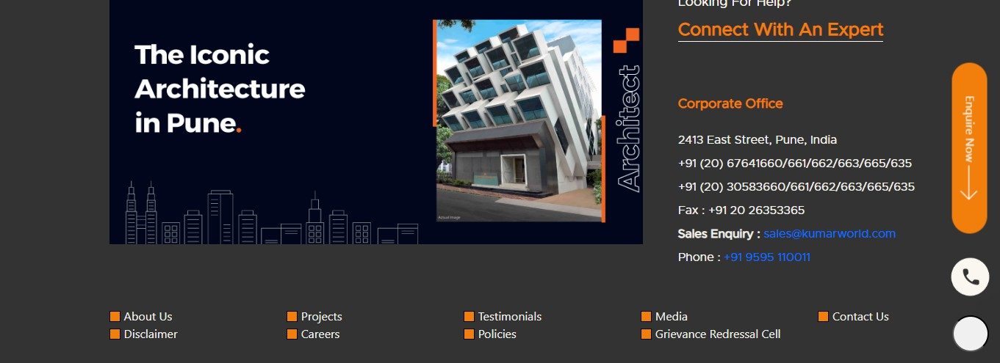 The Iconic
Architecture
in Pune.
Architect
Actual Image
Looking For Help?
Connect With An Expert
Corporate Office
2413 East Street, Pune, India
+91 (20) 67641660/661/662/663/665/635
+91 (20) 30583660/661/662/663/665/635
Fax : +91 20 26353365
Sales Enquiry : sales@kumarworld.com
Phone : +91 9595 110011
Enquire Now
About Us
Projects
Testimonials
Media
Contact Us
Disclaimer
Careers
Policies
Grievance Redressal Cell